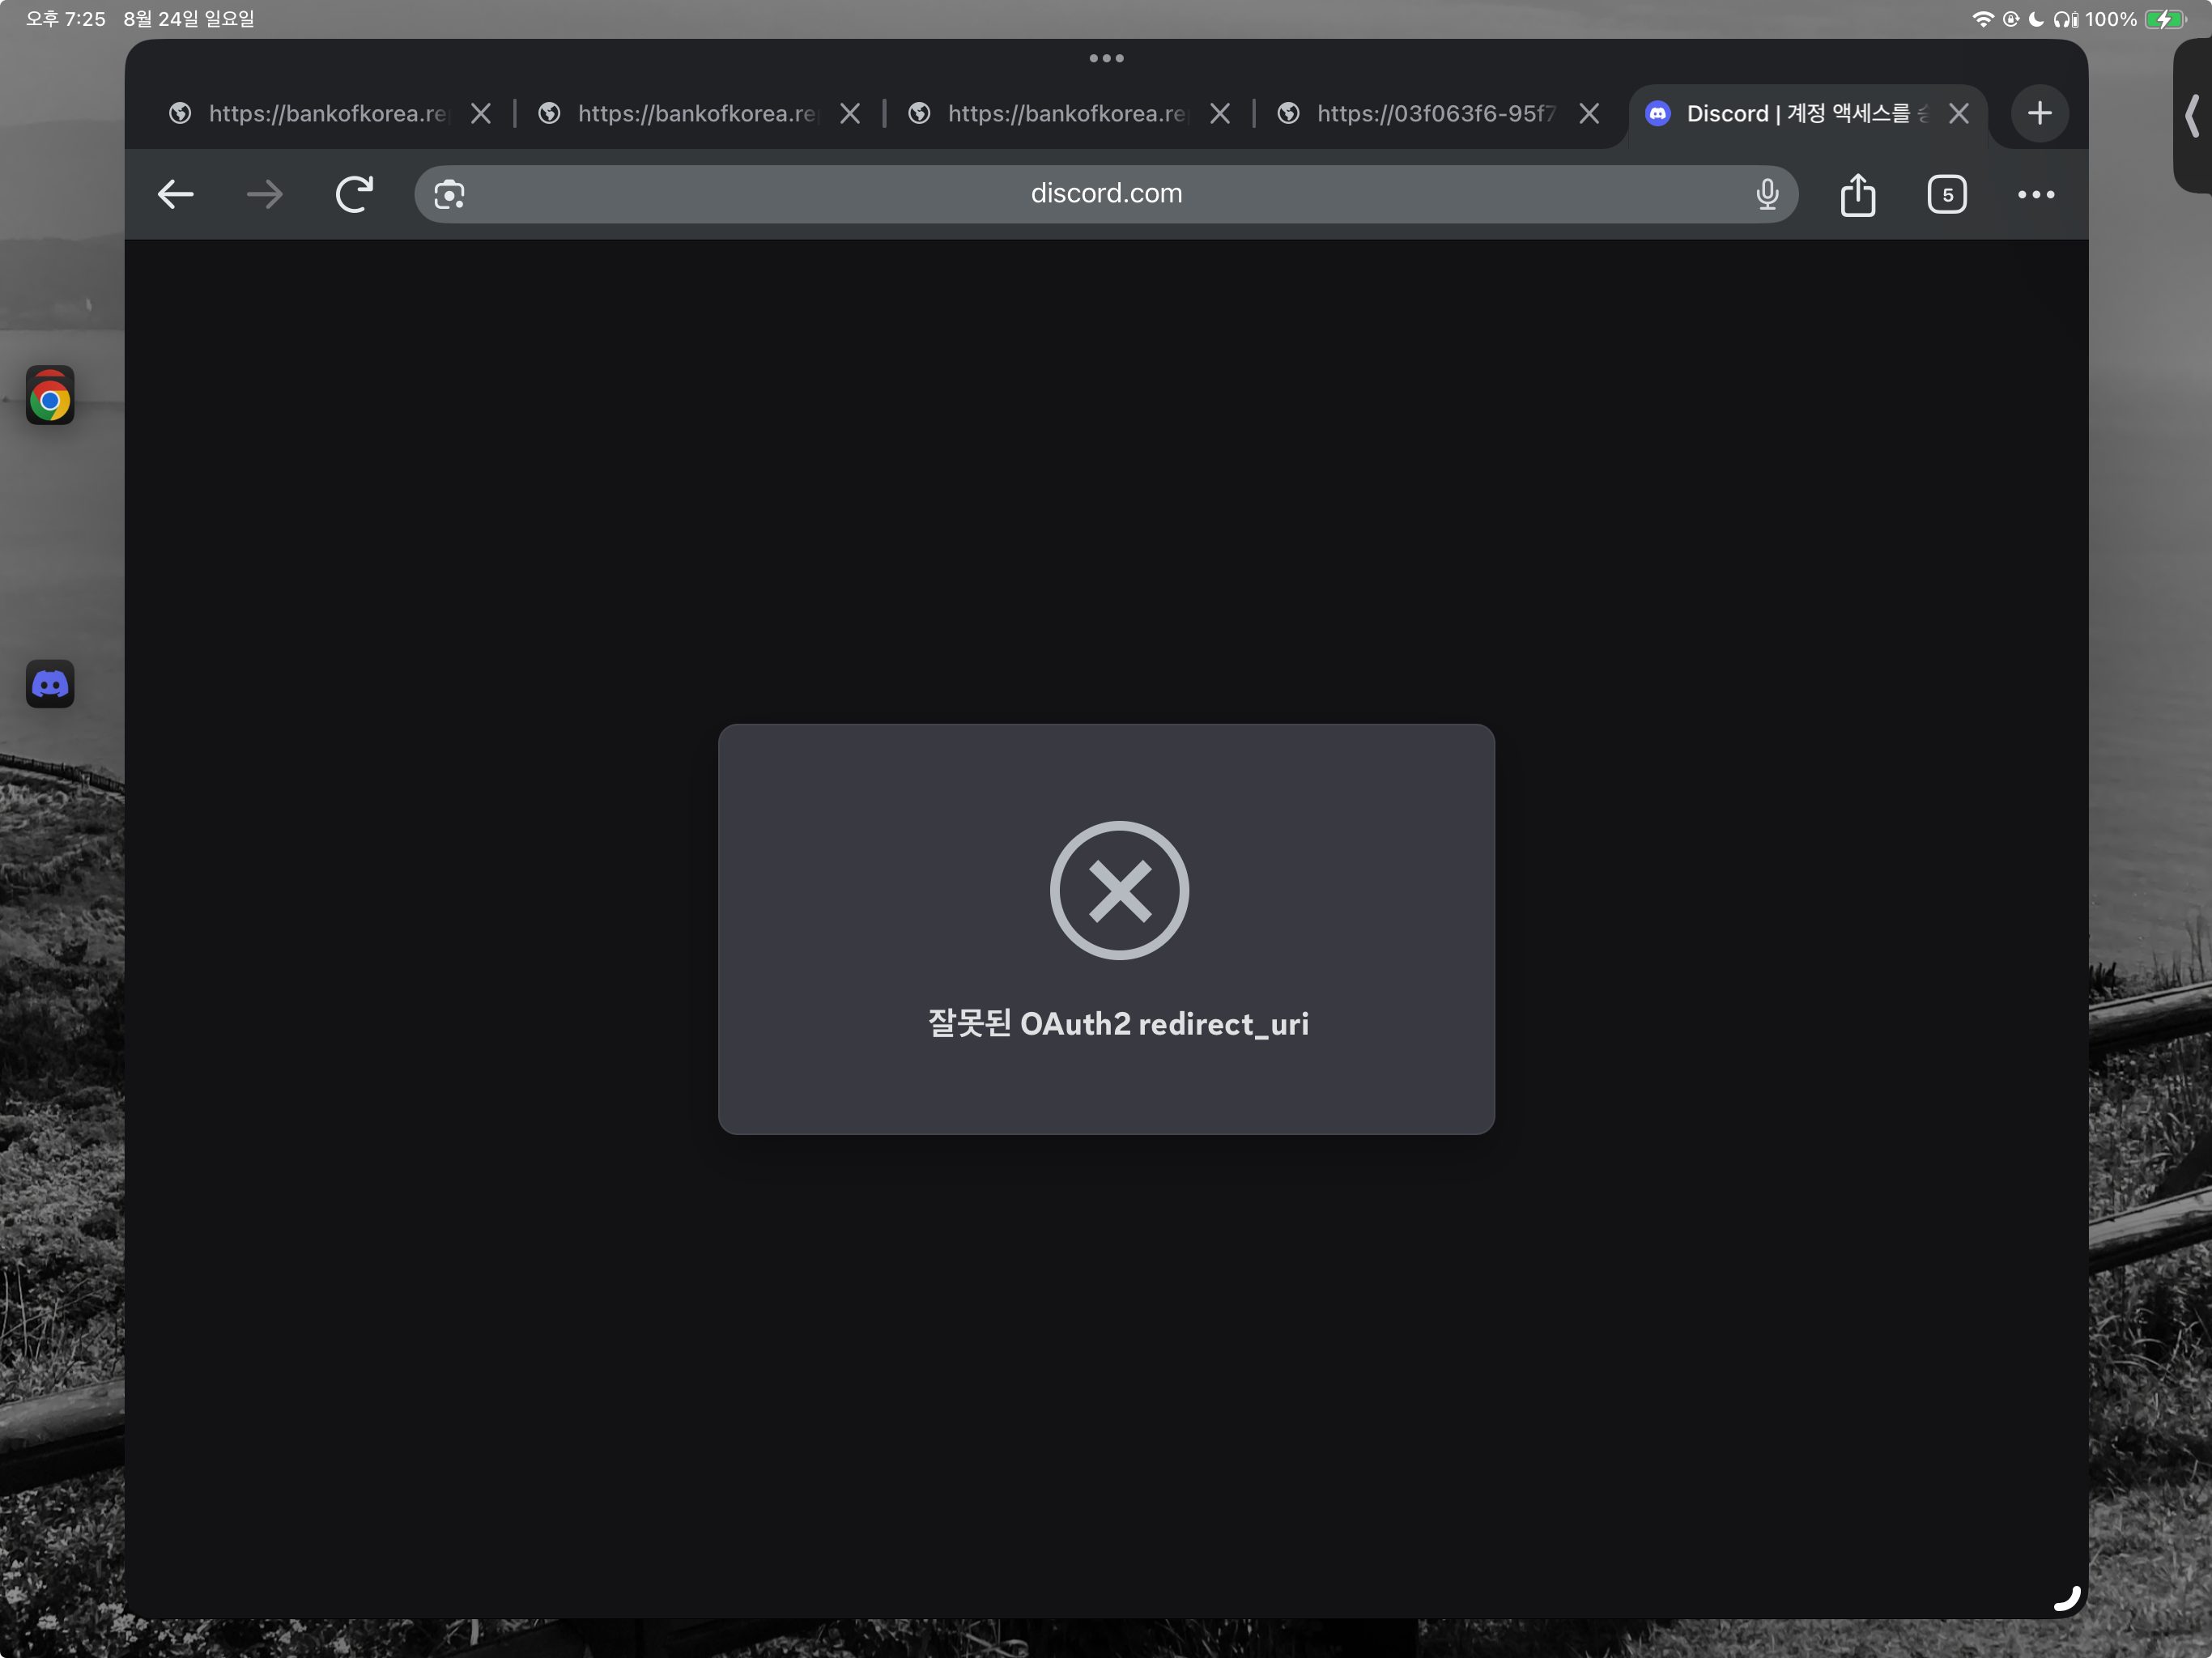 오후 7:25 8월 24일 일요일
100%
https://bankofkorea.re
https://bankofkorea.re
https://bankofkorea.re
https://03f063f6-95f7
Discord | 계정 액세스를
discord.com
5
잘못된 OAuth2 redirect_uri